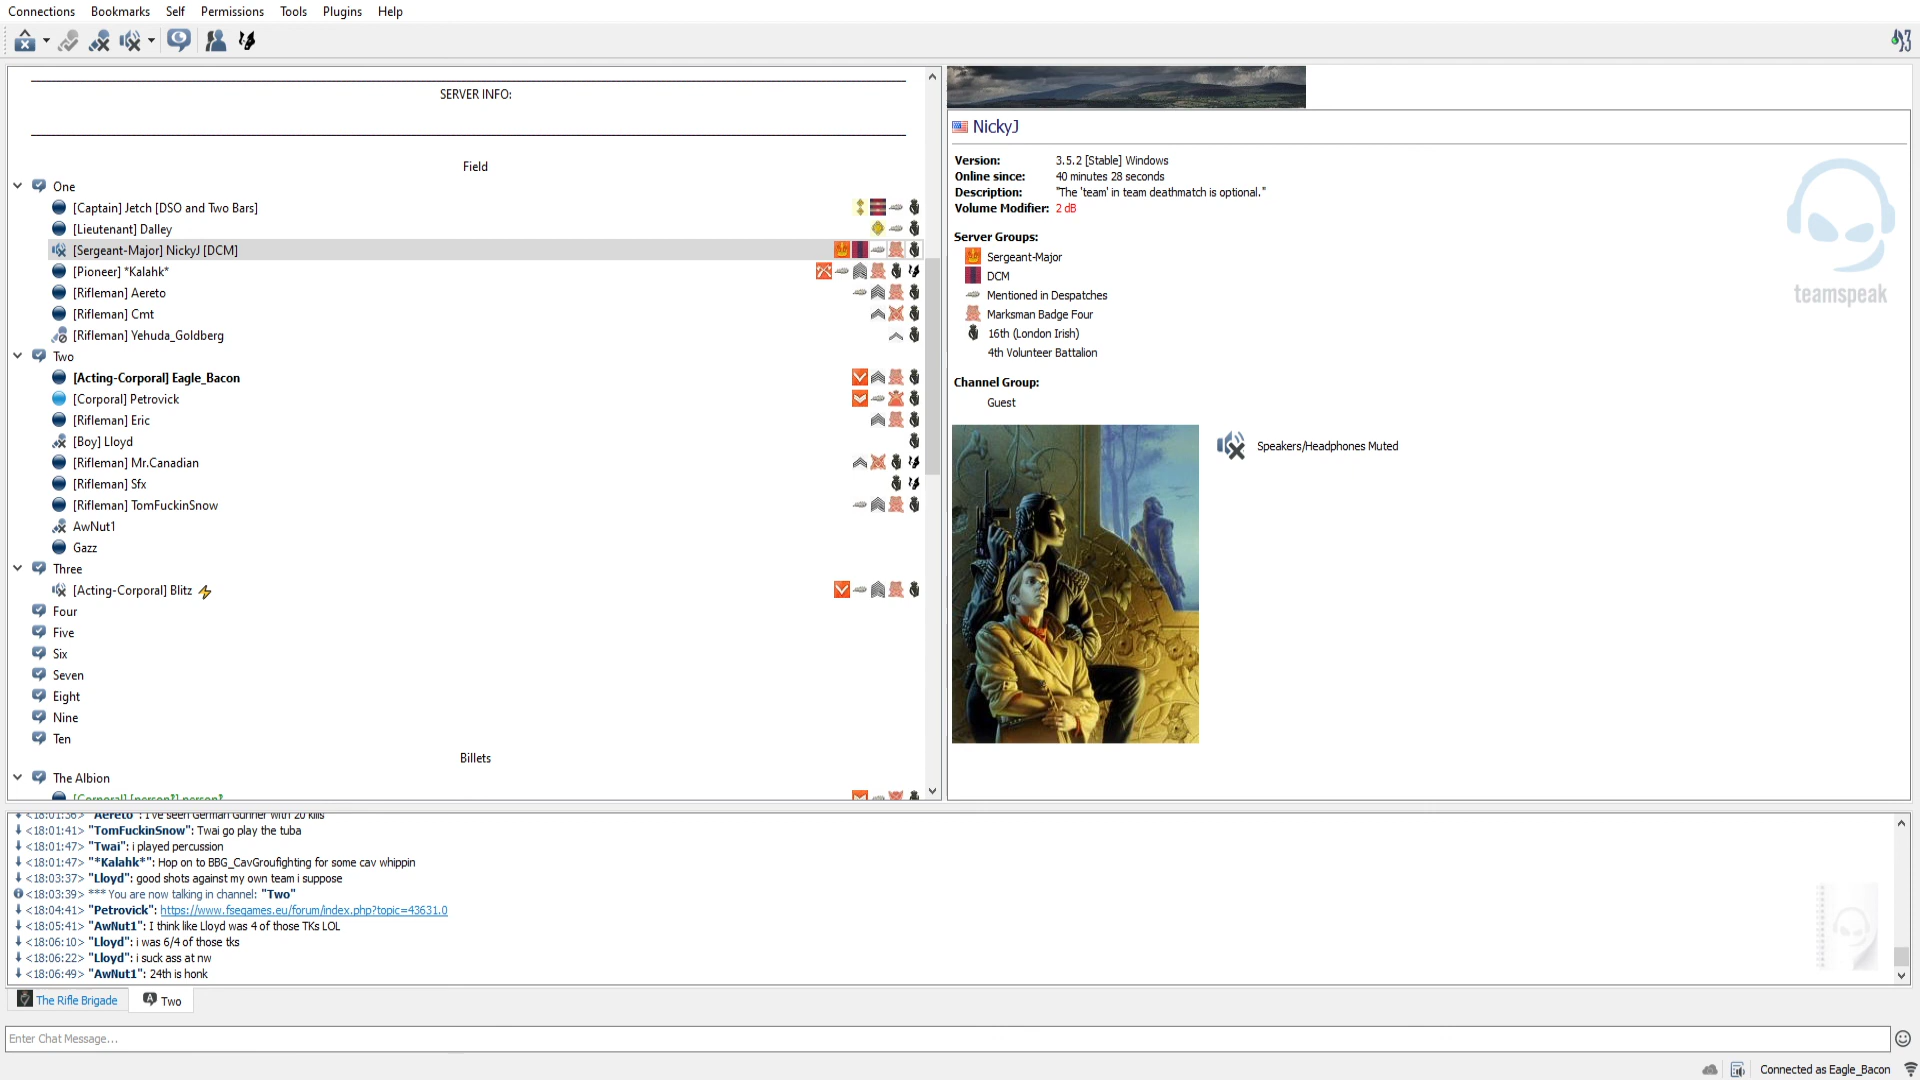 Connections Bookmarks Self Permissions Tools Plugins Help
SERVER INFO:
Field
One
[Captain] Jetch [DSO and Two Bars]
[Lieutenant] Dalley
[Sergeant-Major] NickyJ [DCM]
[Pioneer] *Kalahk*
[Rifleman] Aereto
[Rifleman] Cmt
[Rifleman] Yehuda_Goldberg
Two
[Acting-Corporal] Eagle_Bacon
[Corporal] Petrovick
[Rifleman] Eric
[Boy] Lloyd
[Rifleman] Mr.Canadian
[Rifleman] Sfx
[Rifleman] TomFuckinSnow
AwNut1
Gazz
Three
[Acting-Corporal] Blitz
Four
Five
Six
Seven
Eight
Nine
Ten
Billets
The Albion
NickyJ
Version: 3.5.2 [Stable] Windows
Online since: 40 minutes 28 seconds
Description: "The 'team' in team deathmatch is optional."
Volume Modifier: 2 dB
Server Groups:
Sergeant-Major
DCM
Mentioned in Despatches
Marksman Badge Four
16th (London Irish)
4th Volunteer Battalion
Channel Group:
Guest
Speakers/Headphones Muted
teamspeak
<18:01:36> "Aereto": I've seen German Gunner with 20 kills
<18:01:41> "TomFuckinSnow": Twai go play the tuba
<18:01:47> "Twai": i played percussion
<18:01:47> "*Kalahk*": Hop on to BBG_CavGroufighting for some cav whippin
<18:03:37> "Lloyd": good shots against my own team i suppose
<18:03:39> *** You are now talking in channel: "Two"
<18:04:41> "Petrovick": https://www.fsegames.eu/forum/index.php?topic=43631.0
<18:05:41> "AwNut1": I think like Lloyd was 4 of those TKs LOL
<18:06:10> "Lloyd": i was 6/4 of those tks
<18:06:22> "Lloyd": i suck ass at nw
<18:06:49> "AwNut1": 24th is honk
The Rifle Brigade
Two
Enter Chat Message...
Connected as Eagle_Bacon